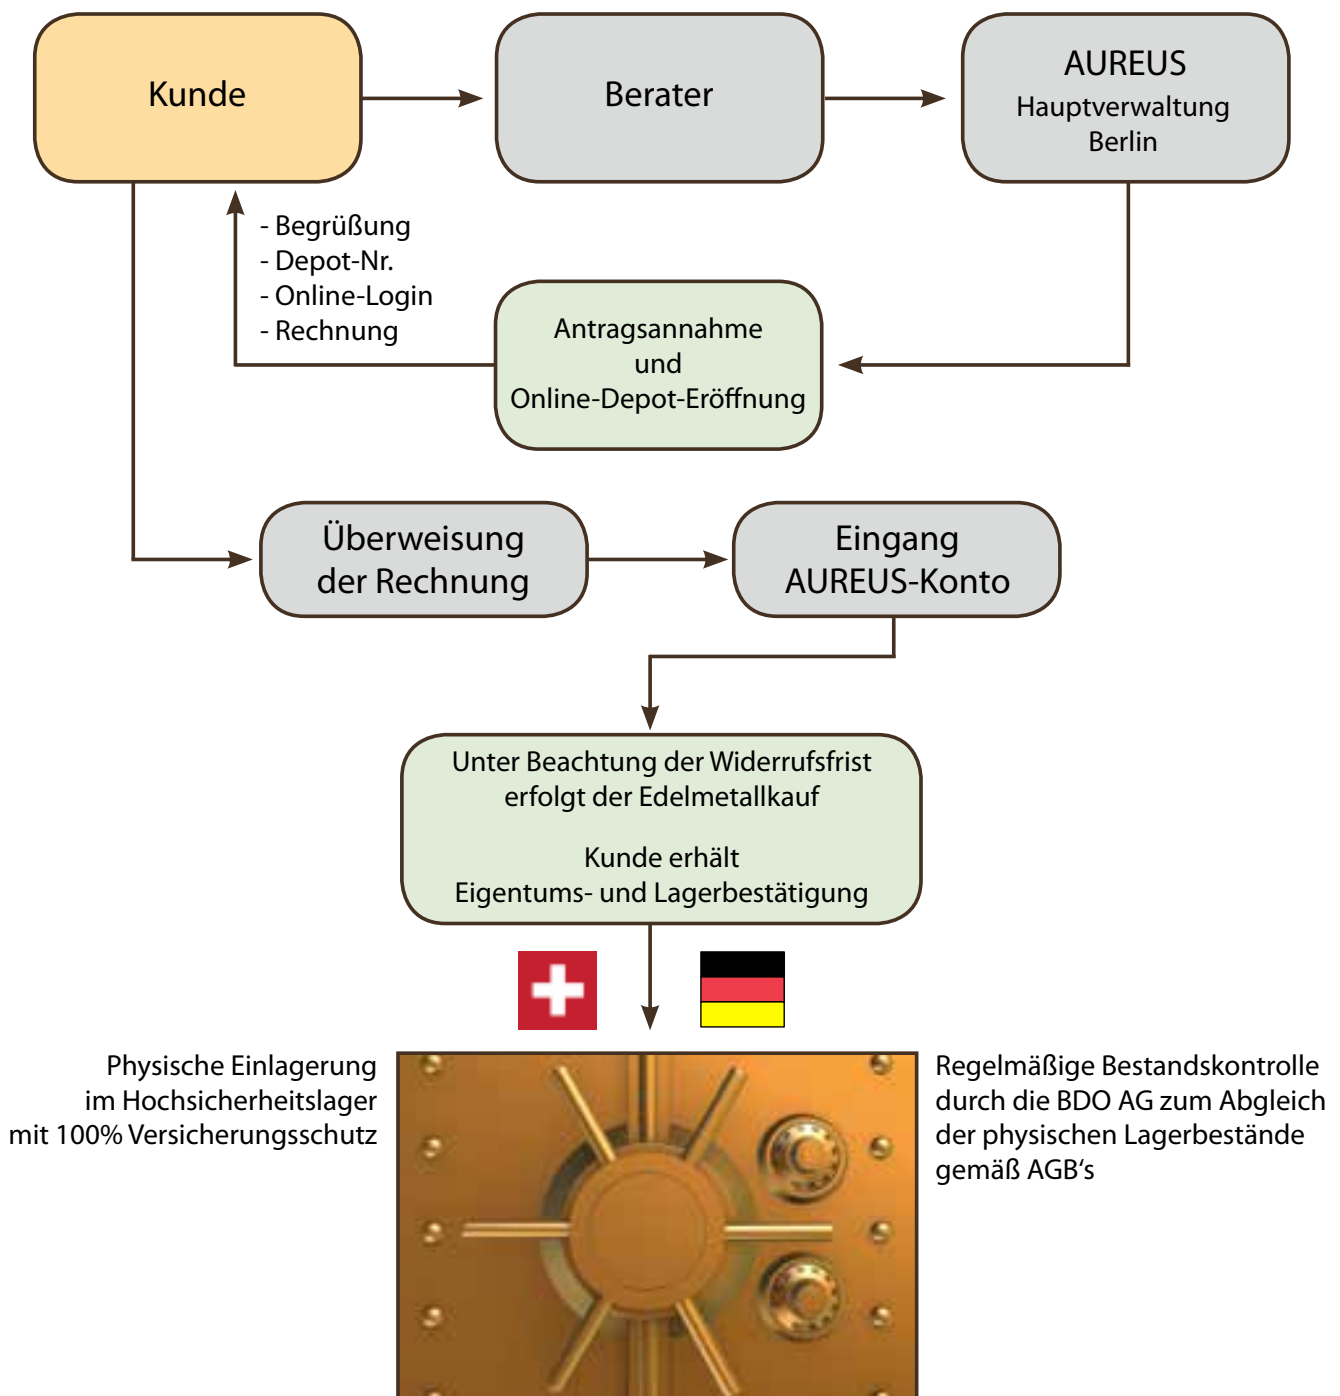 Kunde
Berater
AUREUS
Hauptverwaltung
Berlin
- Begrüßung
- Depot-Nr.
- Online-Login
- Rechnung
Antragsannahme
und
Online-Depot-Eröffnung
Überweisung
der Rechnung
Eingang
AUREUS-Konto
Unter Beachtung der Widerrufsfrist
erfolgt der Edelmetallkauf
Kunde erhält
Eigentums- und Lagerbestätigung
Physische Einlagerung
im Hochsicherheitslager
mit 100% Versicherungsschutz
Regelmäßige Bestandskontrolle
durch die BDO AG zum Abgleich
der physischen Lagerbestände
gemäß AGB‘s